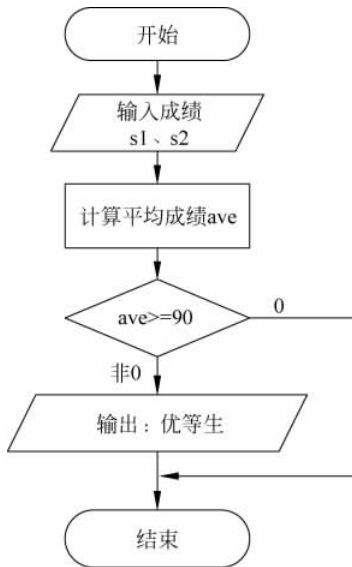 开始
输入成绩
s1、s2
计算平均成绩ave
ave>=90
0
非0
输出：优等生
结束